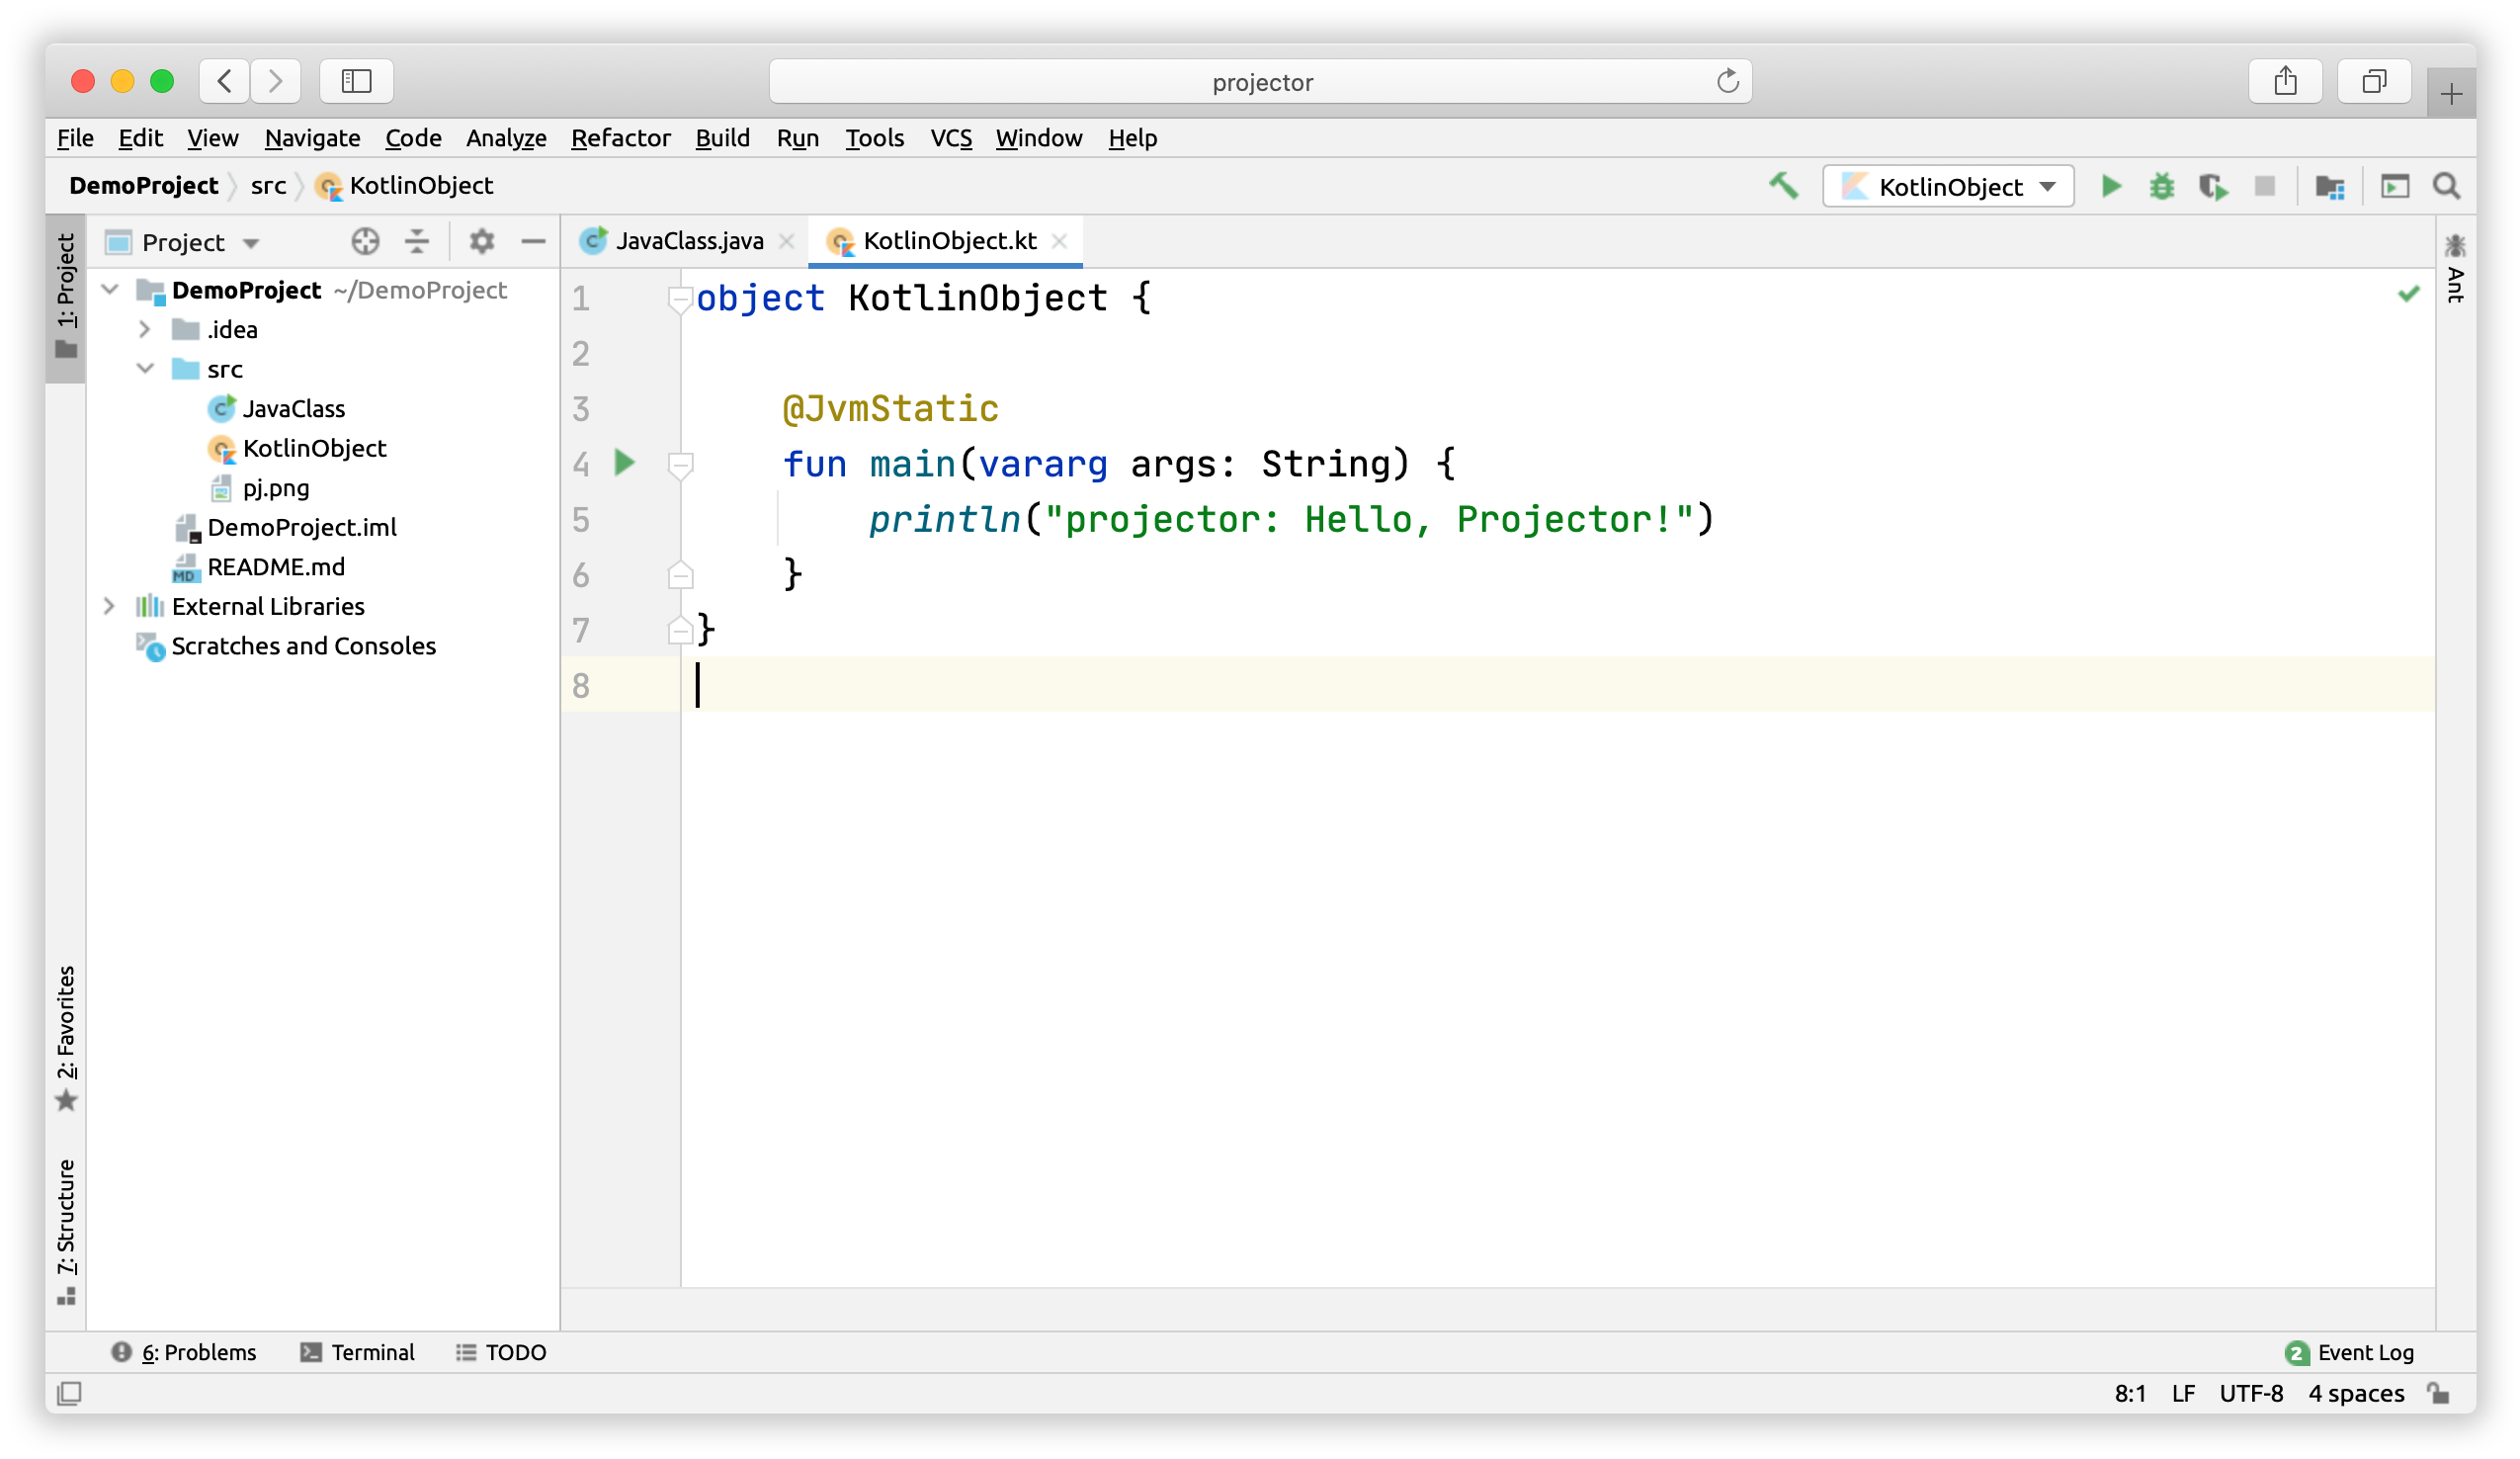 projector
File Edit View Navigate Code Analyze Refactor Build Run Tools VCS Window Help
DemoProject src KotlinObject
KotlinObject
1: Project
Project
JavaClass.java KotlinObject.kt
Ant
DemoProject ~/DemoProject
.idea
src
JavaClass
KotlinObject
pj.png
DemoProject.iml
MD README.md
External Libraries
Scratches and Consoles
1 object KotlinObject {
2
3 @JvmStatic
4 fun main(vararg args: String) {
5 println("projector: Hello, Projector!")
6 }
7 }
8
2: Favorites
7: Structure
6: Problems Terminal TODO
2 Event Log
8:1 LF UTF-8 4 spaces